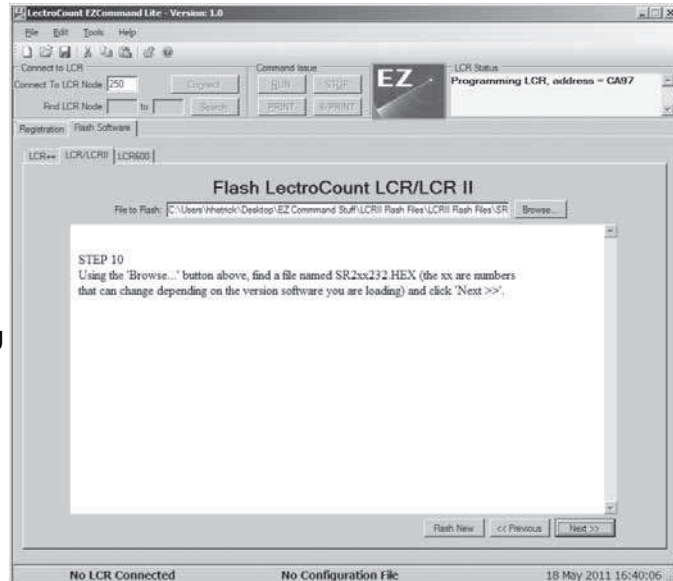 LectroCount EZCommand Lite - Version: 1.0
File Edit Tools Help
Connect to LCR
Connect To LCR Node: 250 Connect
Find LCR Node to Search
Command Issue
RUN STOP
PRINT
EZ
LCR Status
Programming LCR, address = CA97
Registration Flash Software
LCR++ LCR/LCRII LCR600
Flash LectroCount LCR/LCR II
File to Flash: C:\Users\hhetrick\Desktop\EZ Commmand Stuff\LCRII Flash Files\LCRII Flash Files\SR Browse...
STEP 10
Using the 'Browse...' button above, find a file named SR2xx232.HEX (the xx are numbers
that can change depending on the version software you are loading) and click 'Next >>'.
Flash New << Previous Next >>
No LCR Connected No Configuration File 18 May 2011 16:40:06